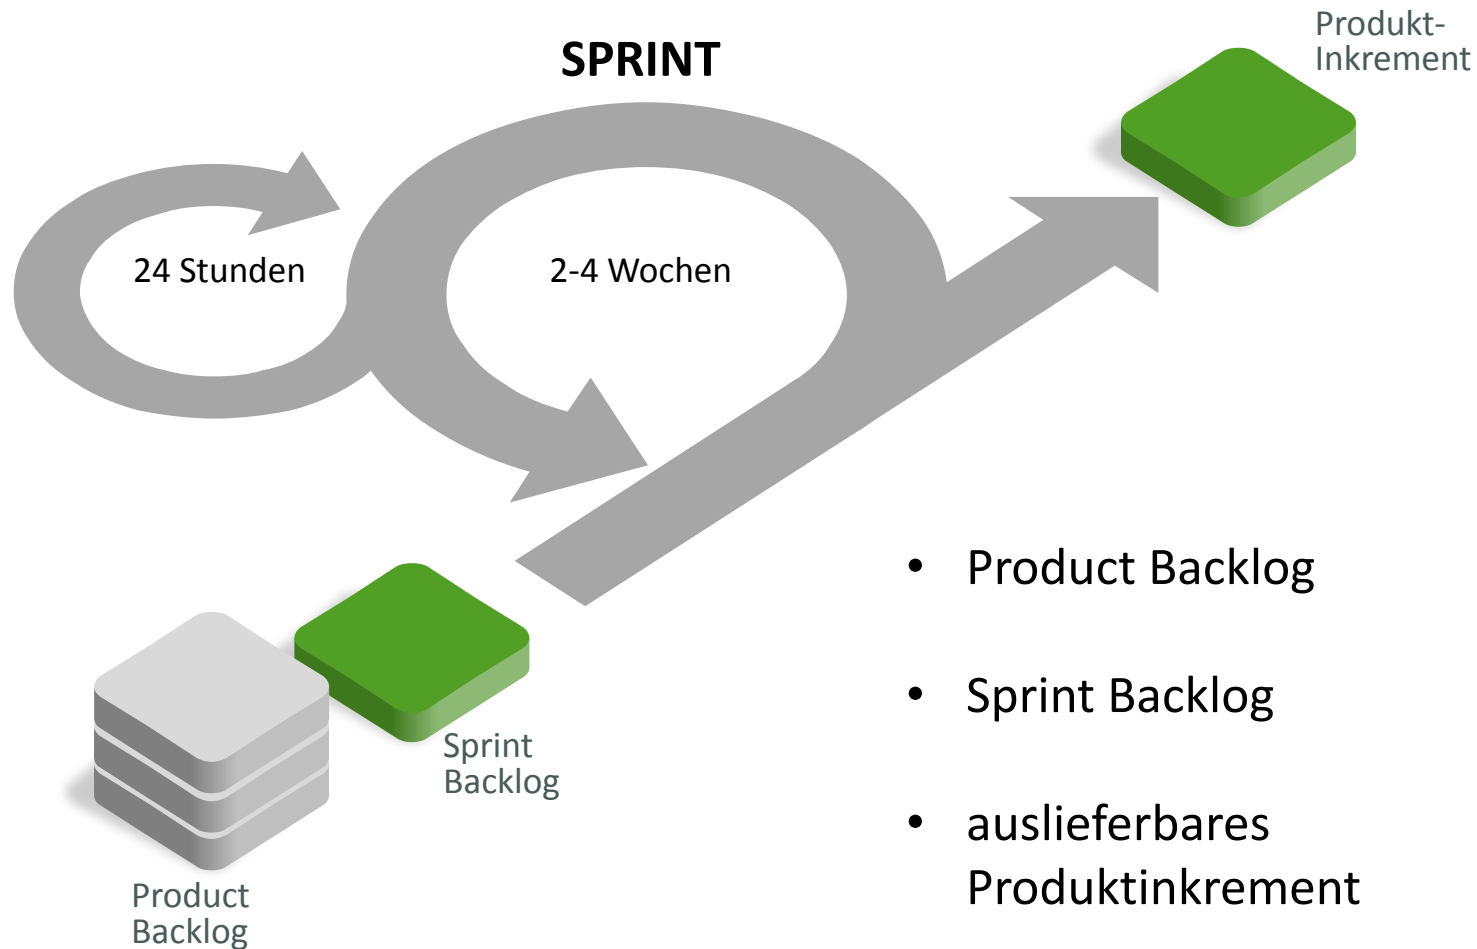 SPRINT
Produkt-
Inkrement
24 Stunden
2-4 Wochen
• Product Backlog
• Sprint Backlog
• auslieferbares
Produktinkrement
Sprint
Backlog
Product
Backlog